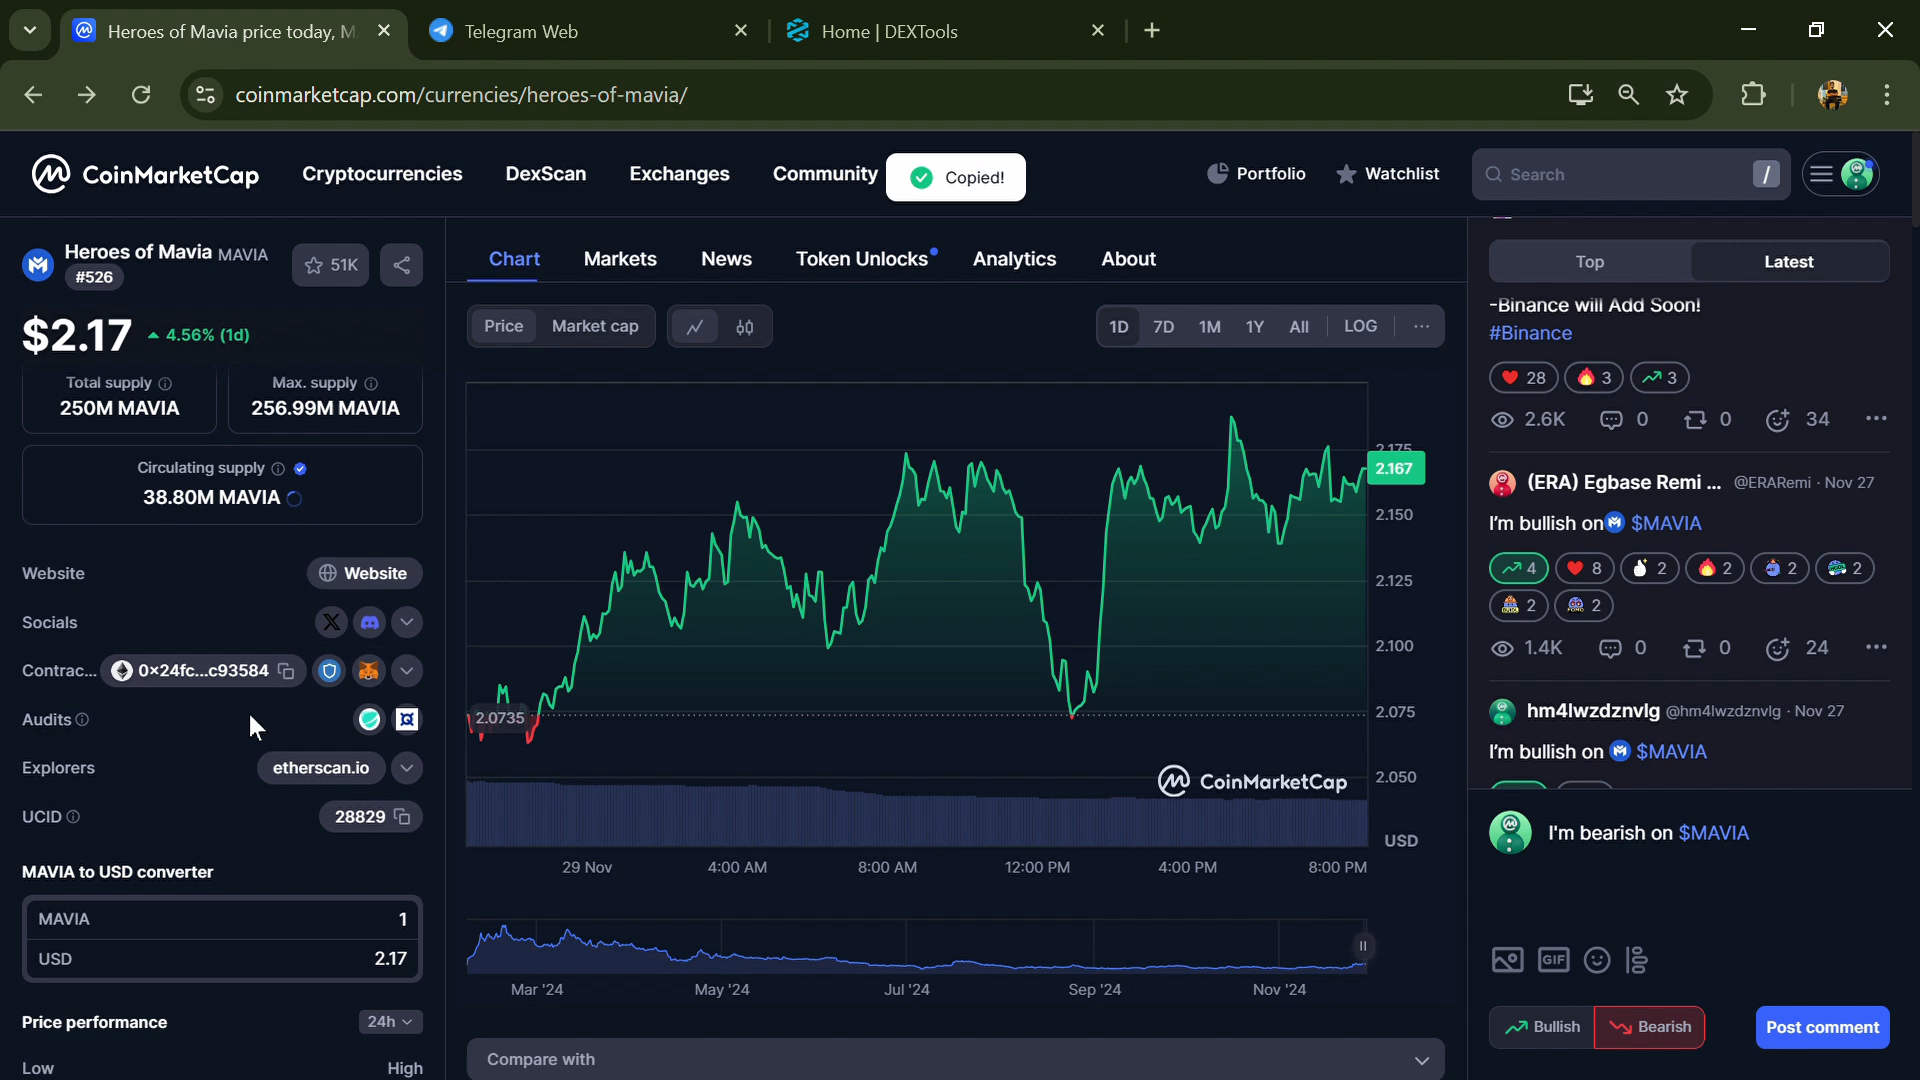 Heroes of Mavia price today, M
Telegram Web
Home | DEXTools
coinmarketcap.com/currencies/heroes-of-mavia/
CoinMarketCap
Cryptocurrencies
DexScan
Exchanges
Community
Copied!
Portfolio
Watchlist
Search
/
Heroes of Mavia MAVIA
#526
51K
$2.17
4.56% (1d)
Total supply
250M MAVIA
Max. supply
256.99M MAVIA
Circulating supply
38.80M MAVIA
Website
Website
Socials
Contrac...
0×24fc...c93584
Audits
Explorers
etherscan.io
UCID
28829
MAVIA to USD converter
MAVIA
1
USD
2.17
Price performance
24h
Low
High
Chart
Markets
News
Token Unlocks
Analytics
About
Price
Market cap
1D
7D
1M
1Y
All
LOG
2.175
2.167
2.150
2.125
2.100
2.075
2.050
2.0735
CoinMarketCap
USD
29 Nov
4:00 AM
8:00 AM
12:00 PM
4:00 PM
8:00 PM
Mar '24
May '24
Jul '24
Sep '24
Nov '24
Compare with
Top
Latest
-Binance will Add Soon!
#Binance
28
3
3
2.6K
0
0
34
(ERA) Egbase Remi ... @ERARemi · Nov 27
I'm bullish on $MAVIA
4
8
2
2
2
2
2
2
1.4K
0
0
24
hm4lwzdznvlg @hm4lwzdznvlg · Nov 27
I'm bullish on $MAVIA
I'm bearish on $MAVIA
GIF
Bullish
Bearish
Post comment